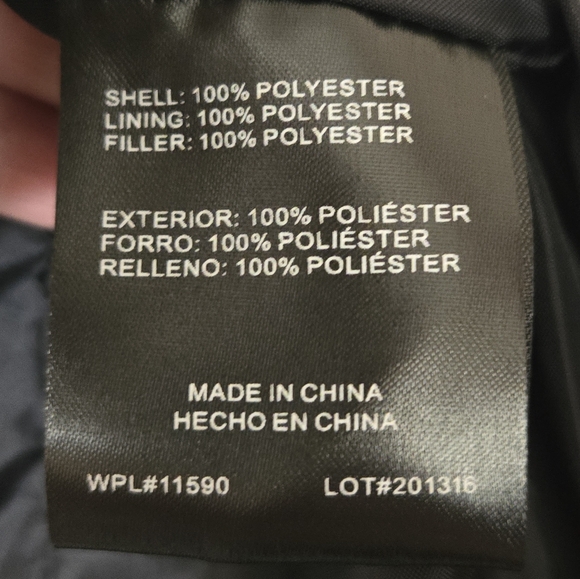 SHELL: 100% POLYESTER
LINING: 100% POLYESTER
FILLER: 100% POLYESTER
EXTERIOR: 100% POLIÉSTER
FORRO: 100% POLIÉSTER
RELLENO: 100% POLIÉSTER
MADE IN CHINA
HECHO EN CHINA
WPL#11590 LOT#201316